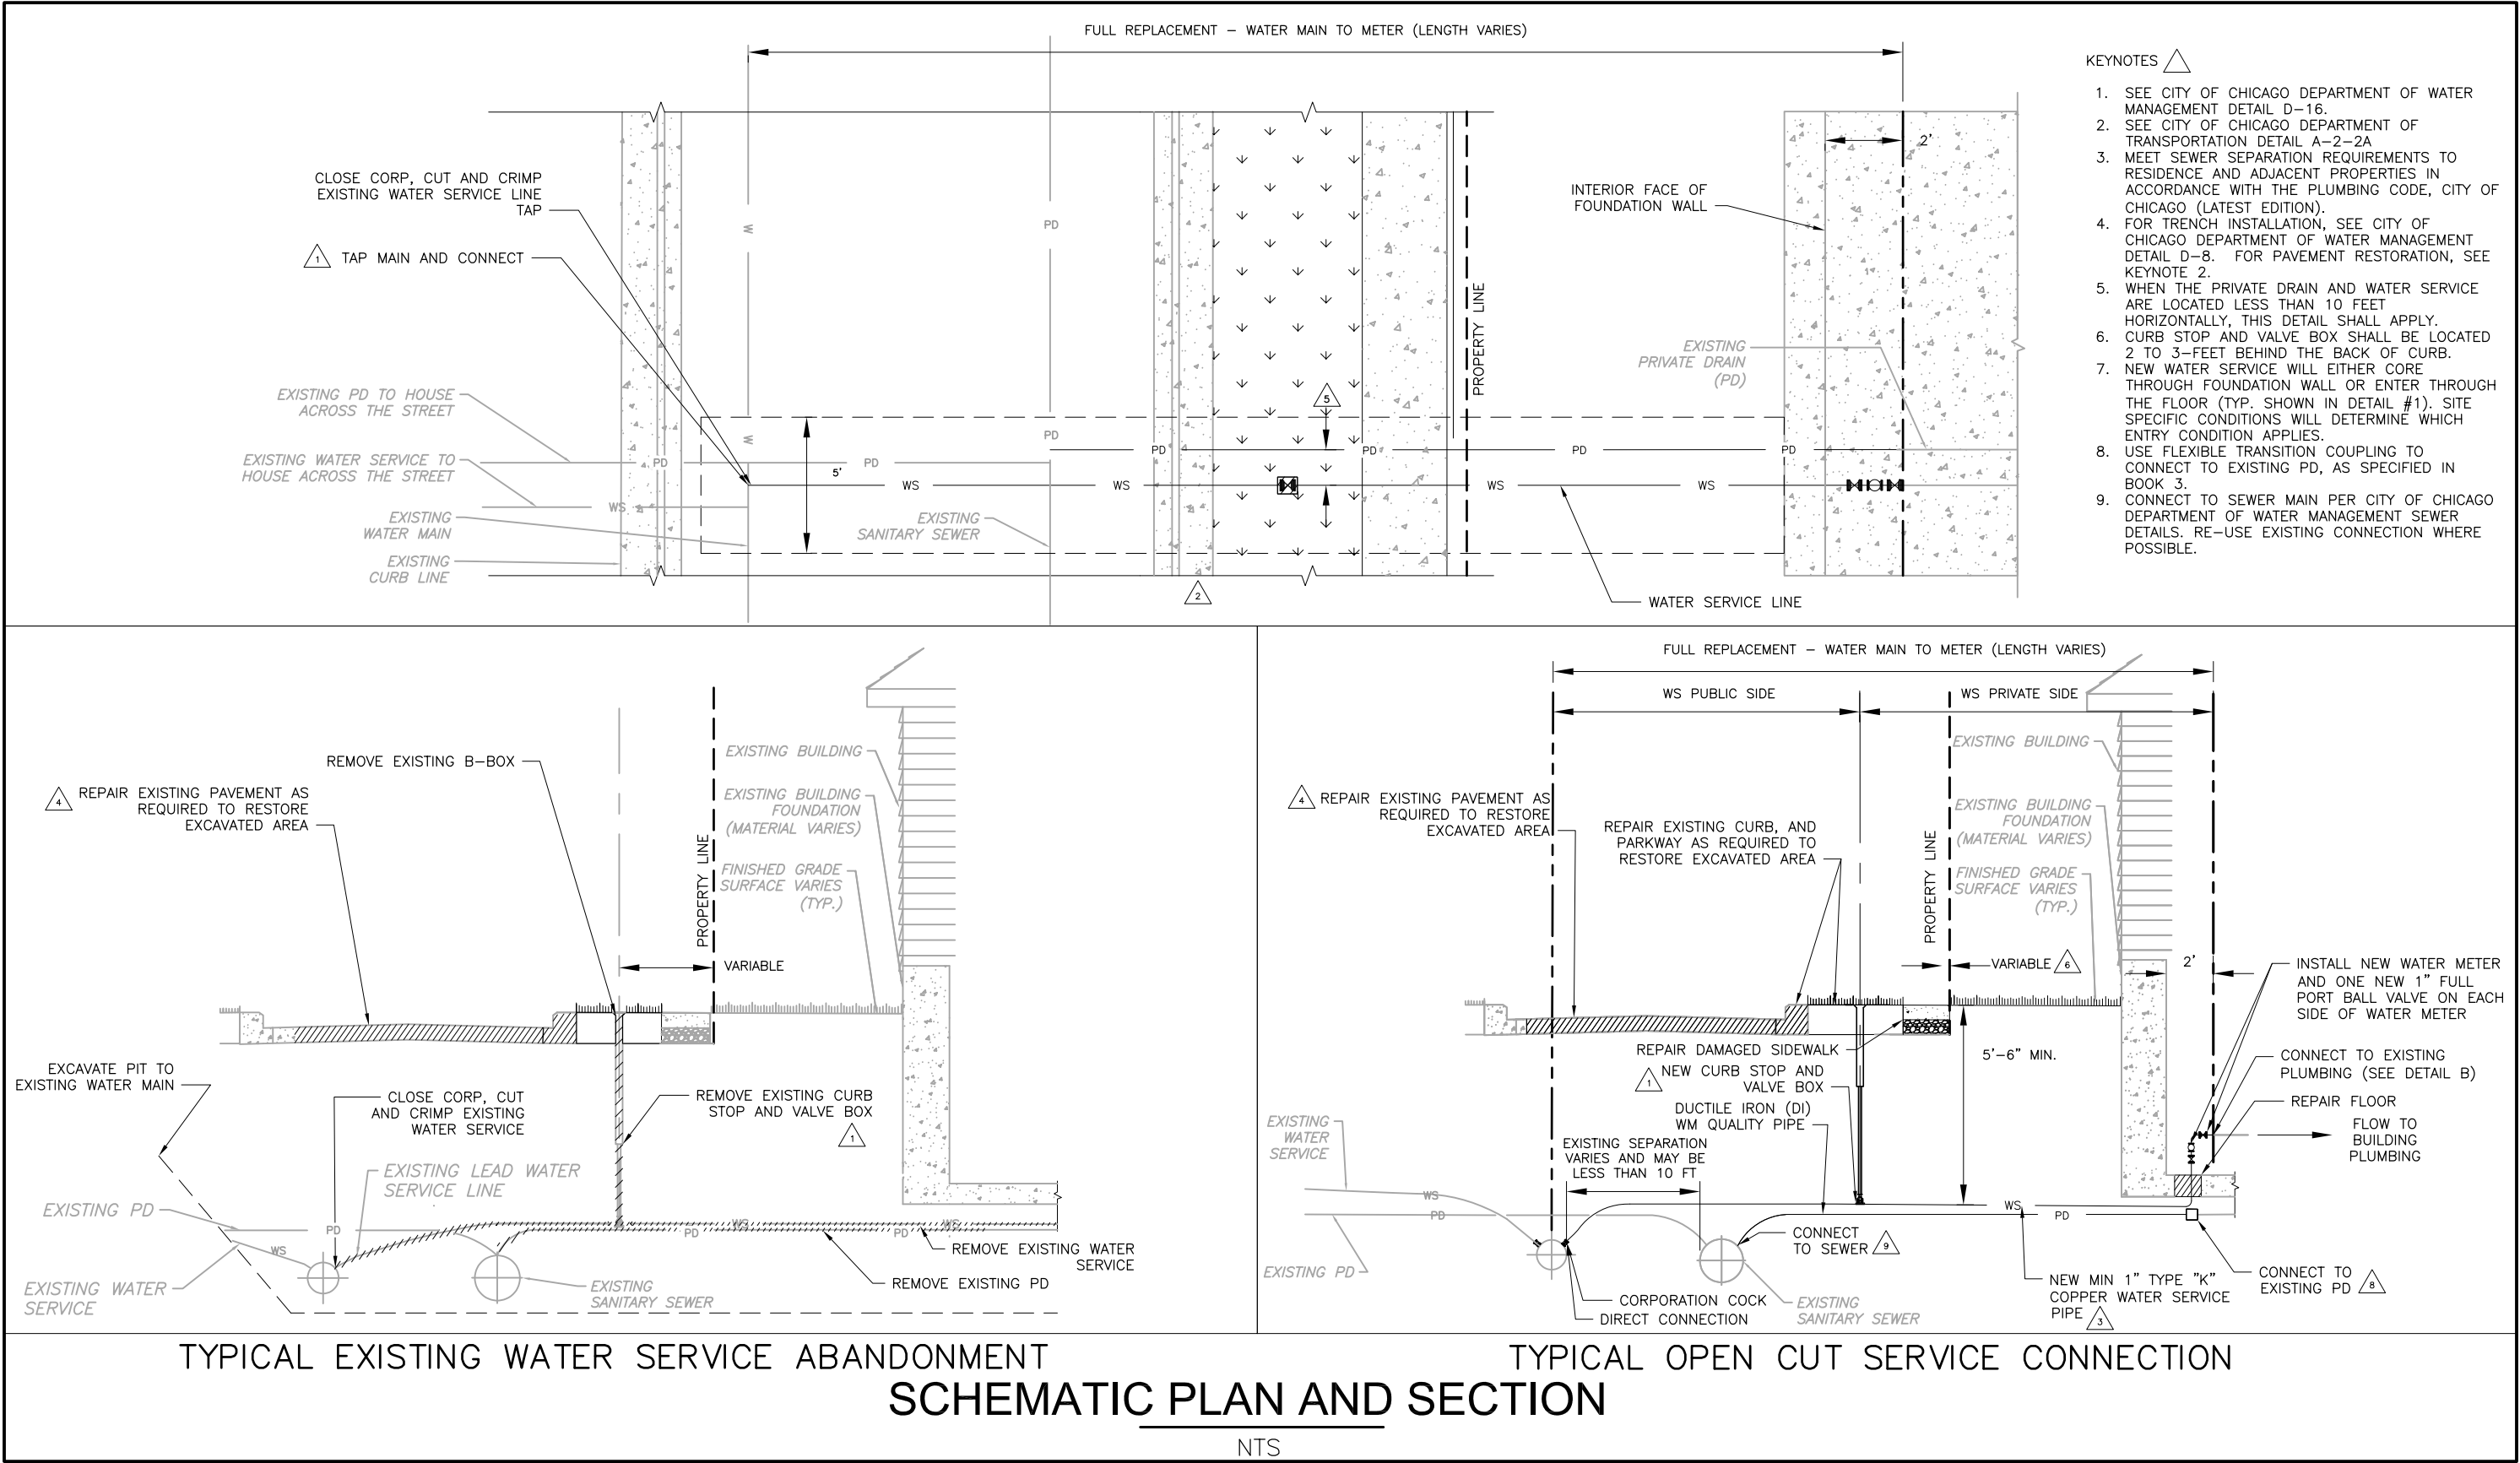 FULL REPLACEMENT – WATER MAIN TO METER (LENGTH VARIES)
CLOSE CORP, CUT AND CRIMP
EXISTING WATER SERVICE LINE
TAP
1 TAP MAIN AND CONNECT
EXISTING PD TO HOUSE
ACROSS THE STREET
EXISTING WATER SERVICE TO
HOUSE ACROSS THE STREET
EXISTING
WATER MAIN
EXISTING
CURB LINE
W
W
PD
PD
PD
PD
PD
PD
PD
PD
5'
WS
WS
WS
WS
WS
EXISTING
SANITARY SEWER
5
2
PROPERTY LINE
INTERIOR FACE OF
FOUNDATION WALL
2'
EXISTING
PRIVATE DRAIN
(PD)
WATER SERVICE LINE
KEYNOTES
1. SEE CITY OF CHICAGO DEPARTMENT OF WATER
MANAGEMENT DETAIL D-16.
2. SEE CITY OF CHICAGO DEPARTMENT OF
TRANSPORTATION DETAIL A-2-2A
3. MEET SEWER SEPARATION REQUIREMENTS TO
RESIDENCE AND ADJACENT PROPERTIES IN
ACCORDANCE WITH THE PLUMBING CODE, CITY OF
CHICAGO (LATEST EDITION).
4. FOR TRENCH INSTALLATION, SEE CITY OF
CHICAGO DEPARTMENT OF WATER MANAGEMENT
DETAIL D-8. FOR PAVEMENT RESTORATION, SEE
KEYNOTE 2.
5. WHEN THE PRIVATE DRAIN AND WATER SERVICE
ARE LOCATED LESS THAN 10 FEET
HORIZONTALLY, THIS DETAIL SHALL APPLY.
6. CURB STOP AND VALVE BOX SHALL BE LOCATED
2 TO 3-FEET BEHIND THE BACK OF CURB.
7. NEW WATER SERVICE WILL EITHER CORE
THROUGH FOUNDATION WALL OR ENTER THROUGH
THE FLOOR (TYP. SHOWN IN DETAIL #1). SITE
SPECIFIC CONDITIONS WILL DETERMINE WHICH
ENTRY CONDITION APPLIES.
8. USE FLEXIBLE TRANSITION COUPLING TO
CONNECT TO EXISTING PD, AS SPECIFIED IN
BOOK 3.
9. CONNECT TO SEWER MAIN PER CITY OF CHICAGO
DEPARTMENT OF WATER MANAGEMENT SEWER
DETAILS. RE-USE EXISTING CONNECTION WHERE
POSSIBLE.
REMOVE EXISTING B-BOX
4 REPAIR EXISTING PAVEMENT AS
REQUIRED TO RESTORE
EXCAVATED AREA
PROPERTY LINE
EXISTING BUILDING
EXISTING BUILDING
FOUNDATION
(MATERIAL VARIES)
FINISHED GRADE
SURFACE VARIES
(TYP.)
VARIABLE
EXCAVATE PIT TO
EXISTING WATER MAIN
CLOSE CORP, CUT
AND CRIMP EXISTING
WATER SERVICE
REMOVE EXISTING CURB
STOP AND VALVE BOX
1
EXISTING LEAD WATER
SERVICE LINE
EXISTING PD
PD
WS
WS
WS
PD
PD
EXISTING WATER
SERVICE
REMOVE EXISTING WATER
SERVICE
REMOVE EXISTING PD
EXISTING
SANITARY SEWER
FULL REPLACEMENT – WATER MAIN TO METER (LENGTH VARIES)
WS PUBLIC SIDE
WS PRIVATE SIDE
EXISTING BUILDING
4 REPAIR EXISTING PAVEMENT AS
REQUIRED TO RESTORE
EXCAVATED AREA
REPAIR EXISTING CURB, AND
PARKWAY AS REQUIRED TO
RESTORE EXCAVATED AREA
PROPERTY LINE
EXISTING BUILDING
FOUNDATION
(MATERIAL VARIES)
FINISHED GRADE
SURFACE VARIES
(TYP.)
VARIABLE 6
2'
INSTALL NEW WATER METER
AND ONE NEW 1" FULL
PORT BALL VALVE ON EACH
SIDE OF WATER METER
REPAIR DAMAGED SIDEWALK
5'-6" MIN.
CONNECT TO EXISTING
PLUMBING (SEE DETAIL B)
1 NEW CURB STOP AND
VALVE BOX
REPAIR FLOOR
DUCTILE IRON (DI)
WM QUALITY PIPE
FLOW TO
BUILDING
PLUMBING
EXISTING
WATER
SERVICE
EXISTING SEPARATION
VARIES AND MAY BE
LESS THAN 10 FT
WS
PD
WS
PD
CONNECT
TO SEWER 9
EXISTING PD
CORPORATION COCK
DIRECT CONNECTION
EXISTING
SANITARY SEWER
NEW MIN 1" TYPE "K"
COPPER WATER SERVICE
PIPE 3
CONNECT TO
EXISTING PD 8
TYPICAL EXISTING WATER SERVICE ABANDONMENT
TYPICAL OPEN CUT SERVICE CONNECTION
SCHEMATIC PLAN AND SECTION
NTS